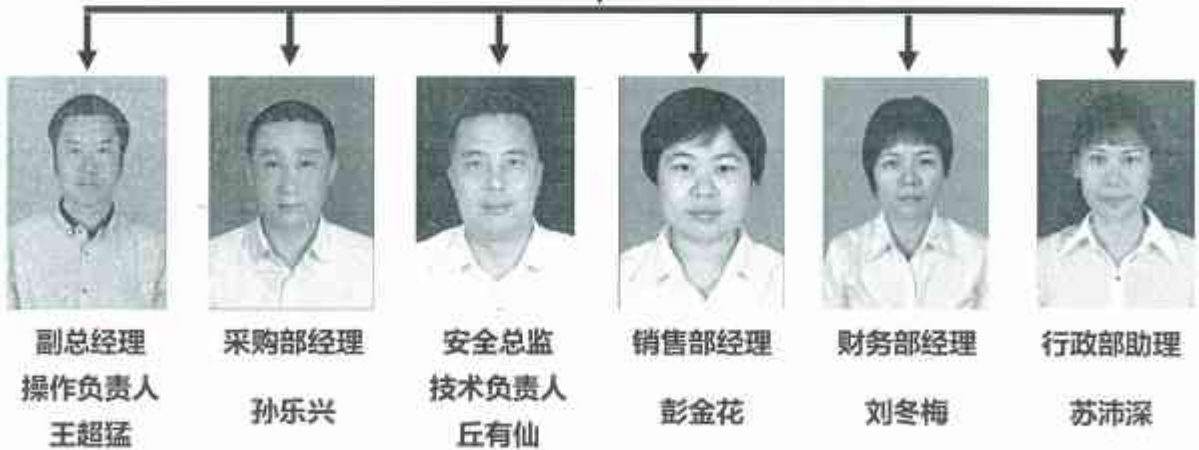 副总经理
操作负责人
王超猛
采购部经理
孙乐兴
安全总监
技术负责人
丘有仙
销售部经理
彭金花
财务部经理
刘冬梅
行政部助理
苏沛深